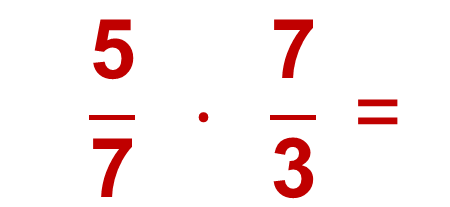 5/7 · 7/3 =